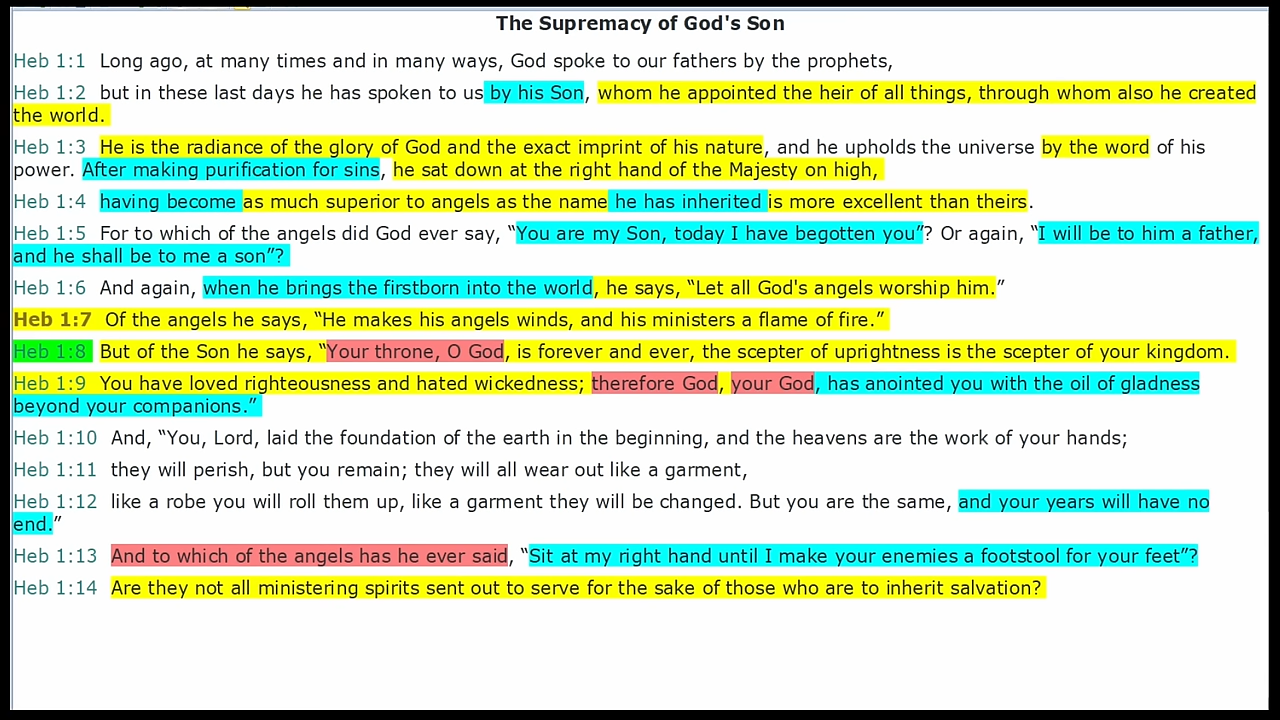 The Supremacy of God's Son
Heb 1:1 Long ago, at many times and in many ways, God spoke to our fathers by the prophets,
Heb 1:2 but in these last days he has spoken to us by his Son, whom he appointed the heir of all things, through whom also he created
the world.
Heb 1:3 He is the radiance of the glory of God and the exact imprint of his nature, and he upholds the universe by the word of his
power. After making purification for sins, he sat down at the right hand of the Majesty on high,
Heb 1:4 having become as much superior to angels as the name he has inherited is more excellent than theirs.
Heb 1:5 For to which of the angels did God ever say, “You are my Son, today I have begotten you”? Or again, “I will be to him a father,
and he shall be to me a son”?
Heb 1:6 And again, when he brings the firstborn into the world, he says, “Let all God's angels worship him.”
Heb 1:7 Of the angels he says, “He makes his angels winds, and his ministers a flame of fire.”
Heb 1:8 But of the Son he says, “Your throne, O God, is forever and ever, the scepter of uprightness is the scepter of your kingdom.
Heb 1:9 You have loved righteousness and hated wickedness; therefore God, your God, has anointed you with the oil of gladness
beyond your companions.”
Heb 1:10 And, “You, Lord, laid the foundation of the earth in the beginning, and the heavens are the work of your hands;
Heb 1:11 they will perish, but you remain; they will all wear out like a garment,
Heb 1:12 like a robe you will roll them up, like a garment they will be changed. But you are the same, and your years will have no
end.”
Heb 1:13 And to which of the angels has he ever said, “Sit at my right hand until I make your enemies a footstool for your feet”?
Heb 1:14 Are they not all ministering spirits sent out to serve for the sake of those who are to inherit salvation?